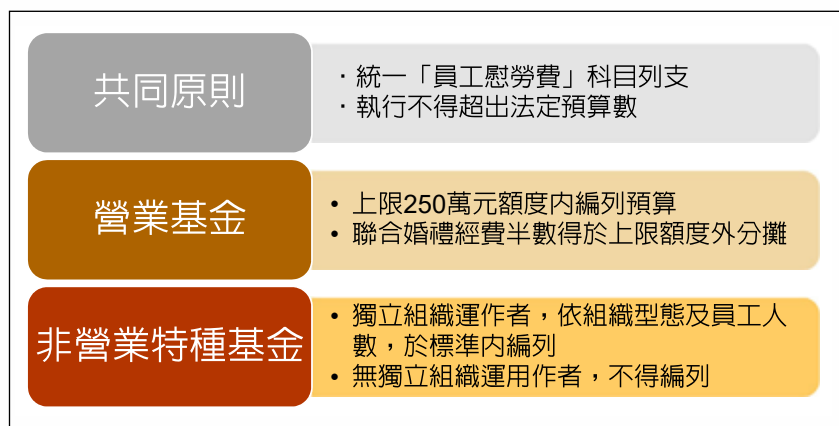 共同原則
·統一「員工慰勞費」科目列支
·執行不得超出法定預算數
營業基金
• 上限250萬元額度內編列預算
• 聯合婚禮經費半數得於上限額度外分攤
非營業特種基金
• 獨立組織運作者，依組織型態及員工人
數，於標準內編列
• 無獨立組織運用作者，不得編列